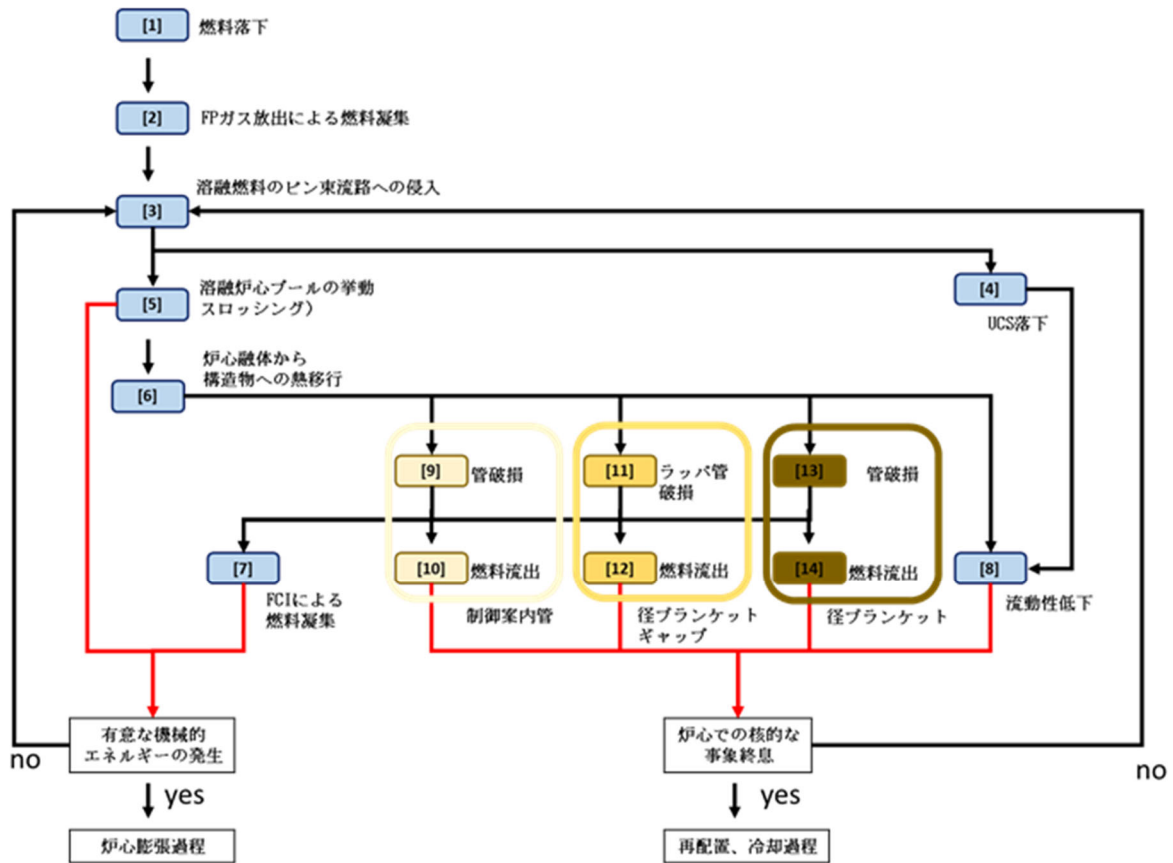 [1] 燃料落下
[2] FPガス放出による燃料凝集
溶融燃料のピン束流路への侵入
[3]
[5] 溶融炉心プールの挙動
スロッシング）
[4]
UCS落下
炉心融体から
構造物への熱移行
[6]
[9] 管破損
[11] ラッパ管
破損
[13] 管破損
[7]
FCIによる
燃料凝集
[10] 燃料流出
制御案内管
[12] 燃料流出
径ブランケット
ギャップ
[14] 燃料流出
径ブランケット
[8]
流動性低下
有意な機械的
エネルギーの発生
no
yes
炉心膨張過程
炉心での核的な
事象終息
no
yes
再配置、冷却過程